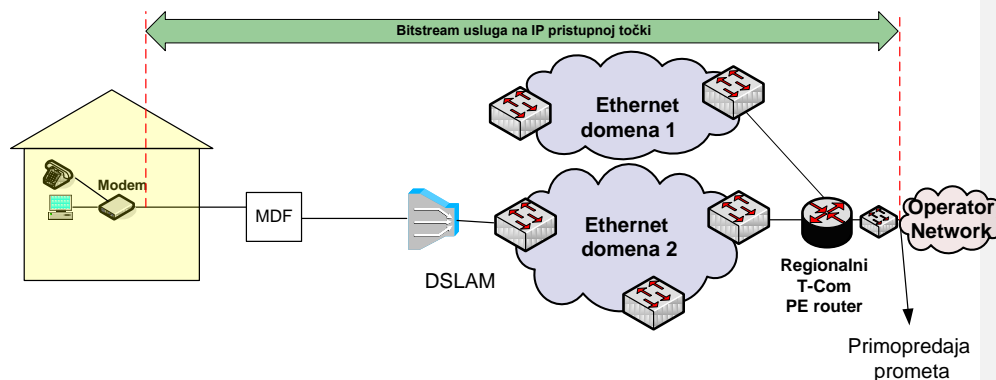 Bitstream usluga na IP pristupnoj točki
Ethernet
domena 1
Modem
MDF
DSLAM
Ethernet
domena 2
Operator
Network
Regionalni
T-Com
PE router
Primopredaja
prometa